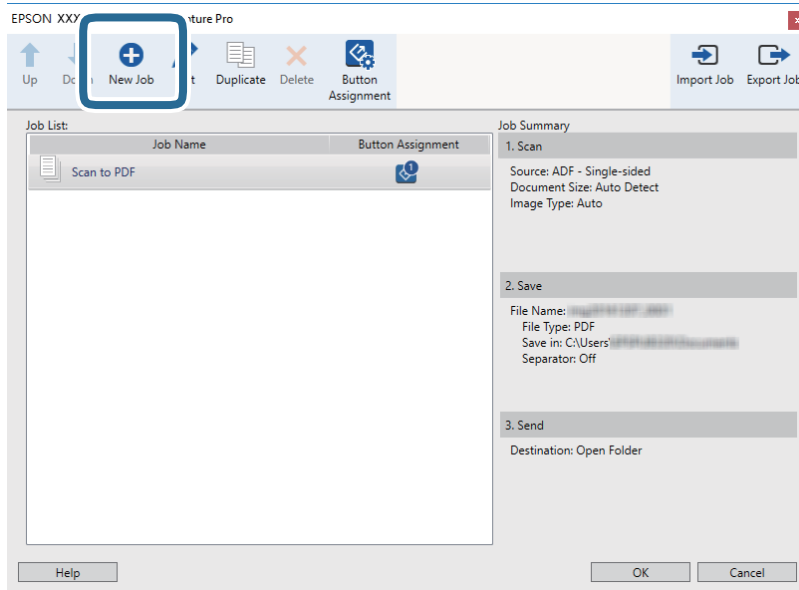 EPSON XXX ture Pro
Up
New Job
Duplicate
Delete
Button
Assignment
Import Job
Export Job
Job List:
Job Name
Button Assignment
Scan to PDF
1
Job Summary
1. Scan
Source: ADF - Single-sided
Document Size: Auto Detect
Image Type: Auto
2. Save
File Name:
File Type: PDF
Save in: C:\Users\
Separator: Off
3. Send
Destination: Open Folder
Help
OK
Cancel